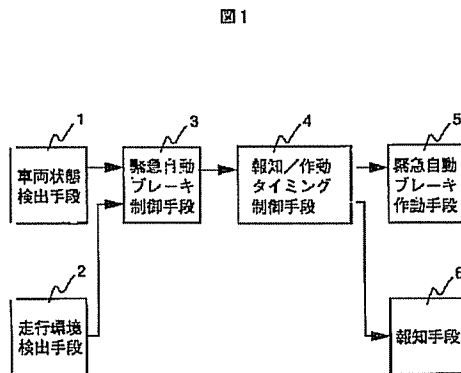 図1
1
車両状態
検出手段
3
緊急自動
ブレーキ
制御手段
4
報知／作動
タイミング
制御手段
5
緊急自動
ブレーキ
作動手段
2
走行環境
検出手段
6
報知手段